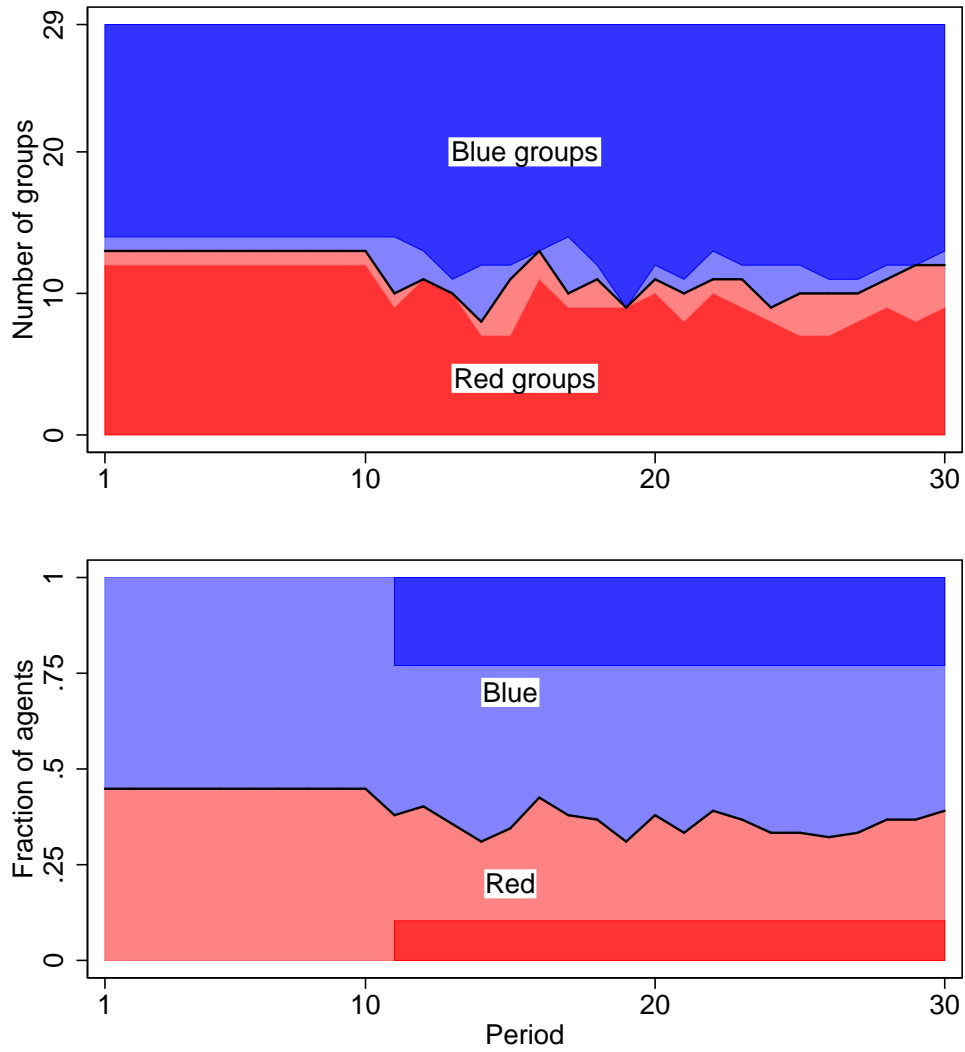 Number of groups
29
20
10
0
Blue groups
Red groups
1 10 20 30
Fraction of agents
1
.75
.5
.25
0
Blue
Red
1 10 20 30
Period